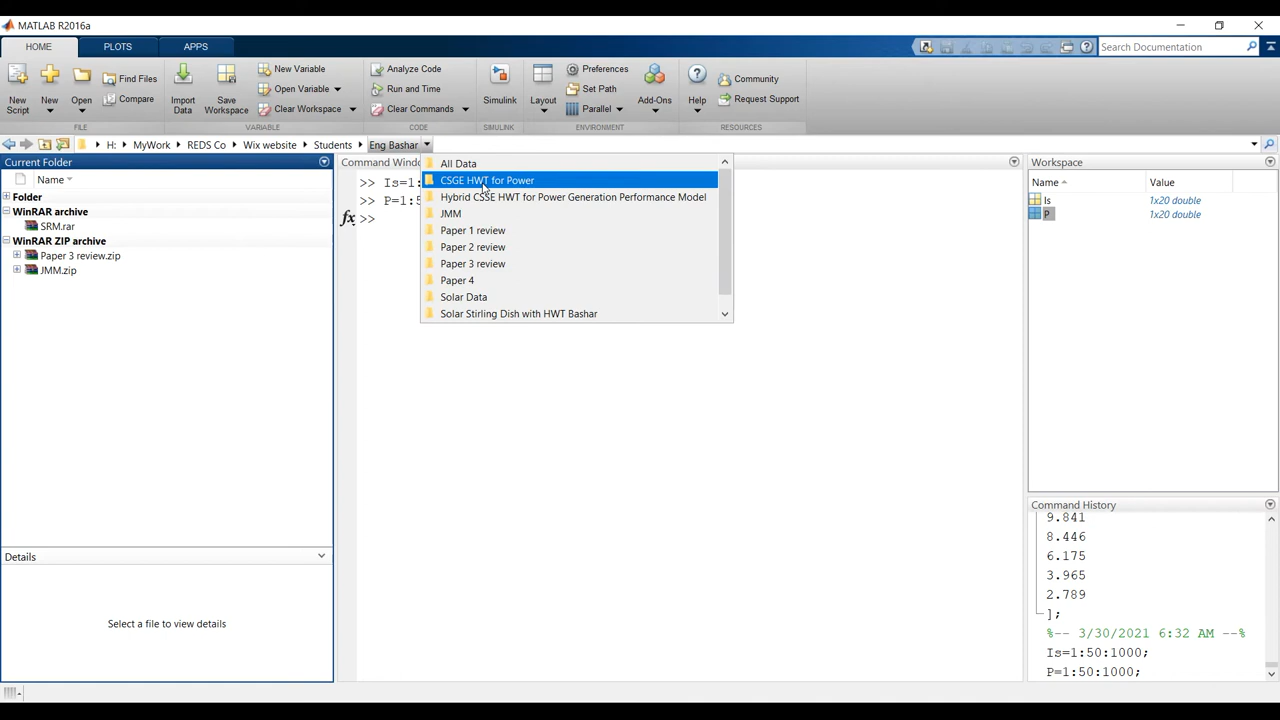 MATLAB R2016a
HOME PLOTS APPS
Search Documentation
New Script
New
Open
Find Files
Compare
Import Data
Save Workspace
New Variable
Open Variable
Clear Workspace
Analyze Code
Run and Time
Clear Commands
Simulink
Layout
Preferences
Set Path
Parallel
Add-Ons
Help
Community
Request Support
FILE VARIABLE CODE SIMULINK ENVIRONMENT RESOURCES
H: MyWork REDS Co Wix website Students Eng Bashar
Current Folder
Name
Folder
WinRAR archive
SRM.rar
WinRAR ZIP archive
Paper 3 review.zip
JMM.zip
Details
Select a file to view details
Command Windo
>> Is=1:
>> P=1:5
fx >>
All Data
CSGE HWT for Power
Hybrid CSSE HWT for Power Generation Performance Model
JMM
Paper 1 review
Paper 2 review
Paper 3 review
Paper 4
Solar Data
Solar Stirling Dish with HWT Bashar
Workspace
Name Value
Is 1x20 double
P 1x20 double
Command History
9.841
8.446
6.175
3.965
2.789
];
%-- 3/30/2021 6:32 AM --%
Is=1:50:1000;
P=1:50:1000;